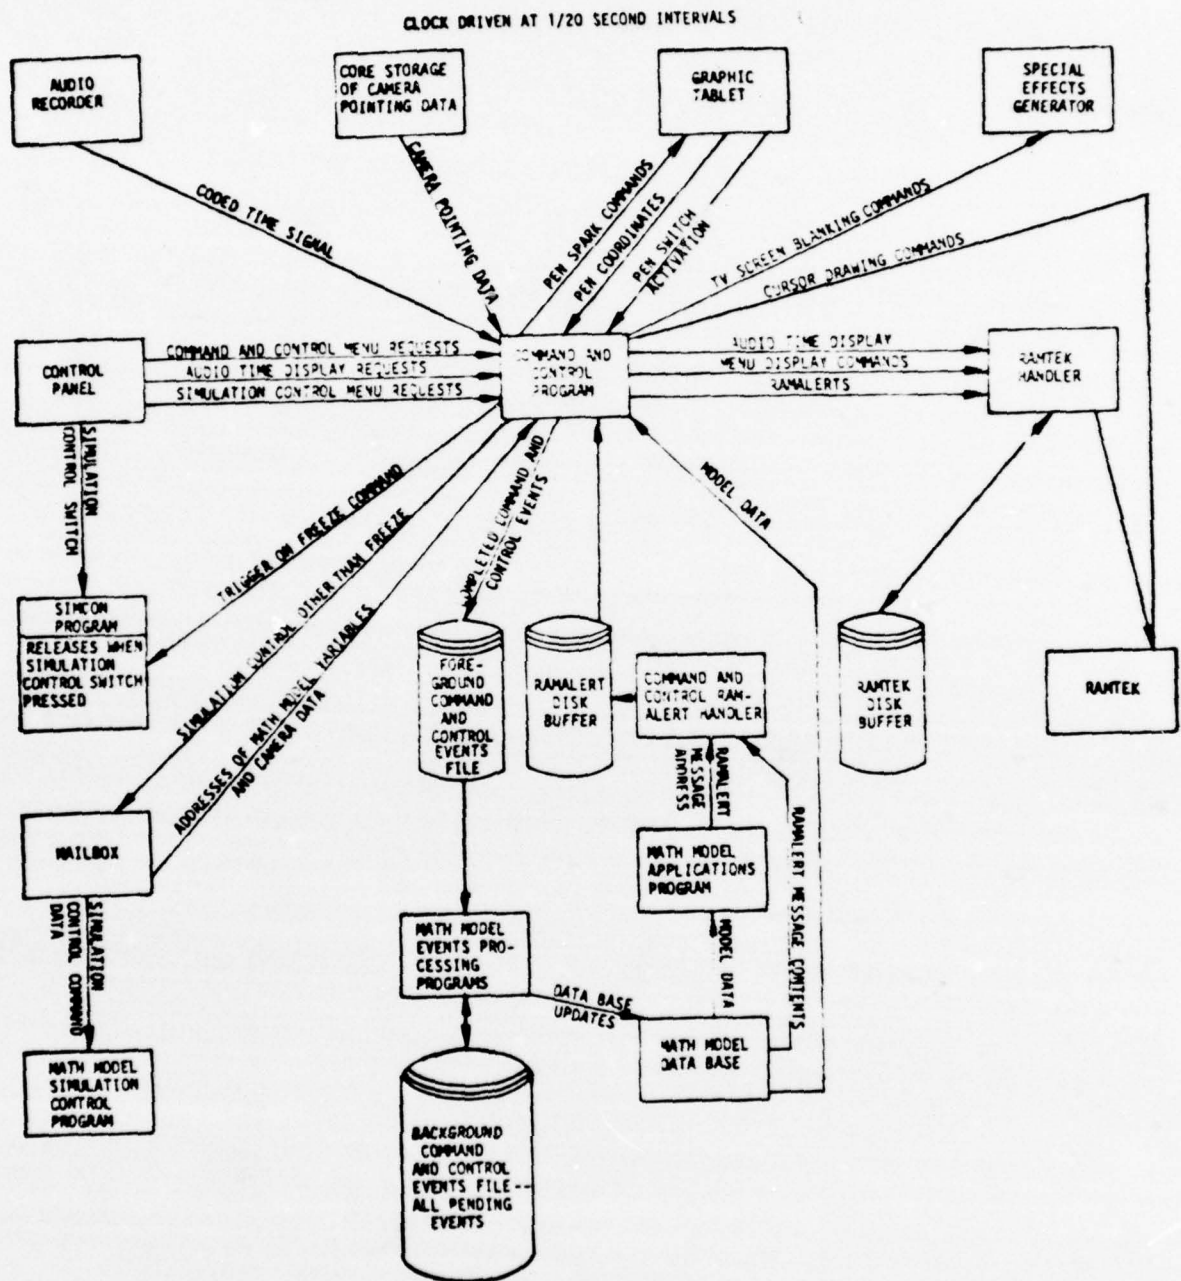 CLOCK DRIVEN AT 1/20 SECOND INTERVALS
AUDIO
RECORDER
CORE STORAGE
OF CAMERA
POINTING DATA
GRAPHIC
TABLET
SPECIAL
EFFECTS
GENERATOR
CODED TIME SIGNAL
CAMERA POINTING DATA
PEN SPARK COMMANDS
PEN COORDINATES
PEN SWITCH
ACTIVATION
TV SCREEN BLANKING COMMANDS
CURSOR DRAWING COMMANDS
CONTROL
PANEL
COMMAND AND CONTROL MENU REQUESTS
AUDIO TIME DISPLAY REQUESTS
SIMULATION CONTROL MENU REQUESTS
COMMAND AND
CONTROL
PROGRAM
AUDIO TIME DISPLAY
MENU DISPLAY COMMANDS
RAMALERTS
RAMTEK
HANDLER
SIMULATION
CONTROL SWITCH
TRIGGER ON FREEZE COMMAND
SIMULATIUM CONTROL OTHER THAN FREEZE
ADDRESSES OF MATH MODEL VARIABLES
AND CAMERA DATA
COMPLETED COMMAND AND
CONTROL EVENTS
MODEL DATA
SIMCON
PROGRAM
RELEASES WHEN
SIMULATION
CONTROL SWITCH
PRESSED
FORE-
GROUND
COMMAND
AND
CONTROL
EVENTS
FILE
RAMALERT
DISK
BUFFER
COMMAND AND
CONTROL RAM-
ALERT HANDLER
RAMTEK
DISK
BUFFER
RAMTEK
RAMALERT
MESSAGE
ADDRESS
MAILBOX
MATH MODEL
APPLICATIONS
PROGRAM
RAMALERT MESSAGE CONTENTS
SIMULATION
CONTROL COMMAND
DATA
MATH MODEL
EVENTS PRO-
CESSING
PROGRAMS
MODEL DATA
DATA BASE
UPDATES
MATH MODEL
DATA BASE
MATH MODEL
SIMULATION
CONTROL
PROGRAM
BACKGROUND
COMMAND
AND CONTROL
EVENTS FILE--
ALL PENDING
EVENTS